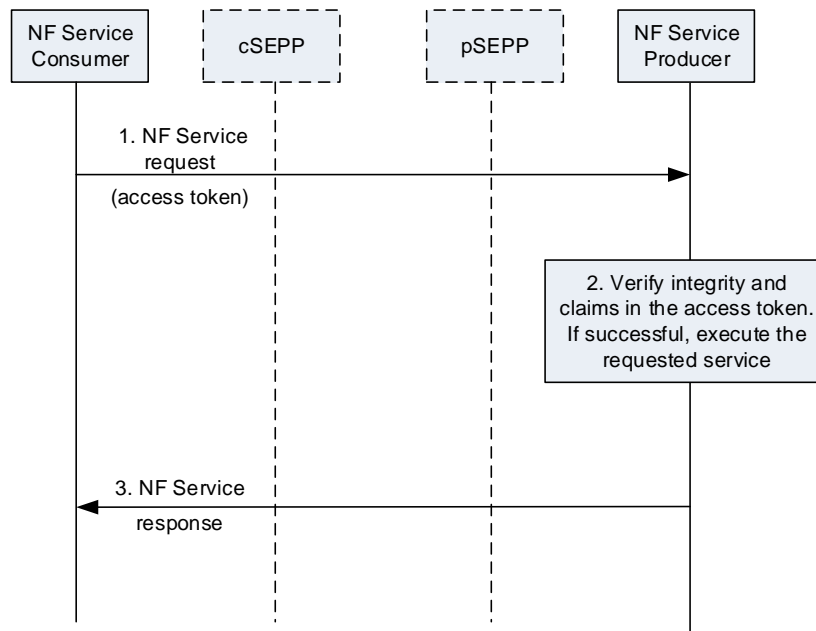 NF Service
Consumer
cSEPP
pSEPP
NF Service
Producer
1. NF Service
request
(access token)
2. Verify integrity and
claims in the access token.
If successful, execute the
requested service
3. NF Service
response